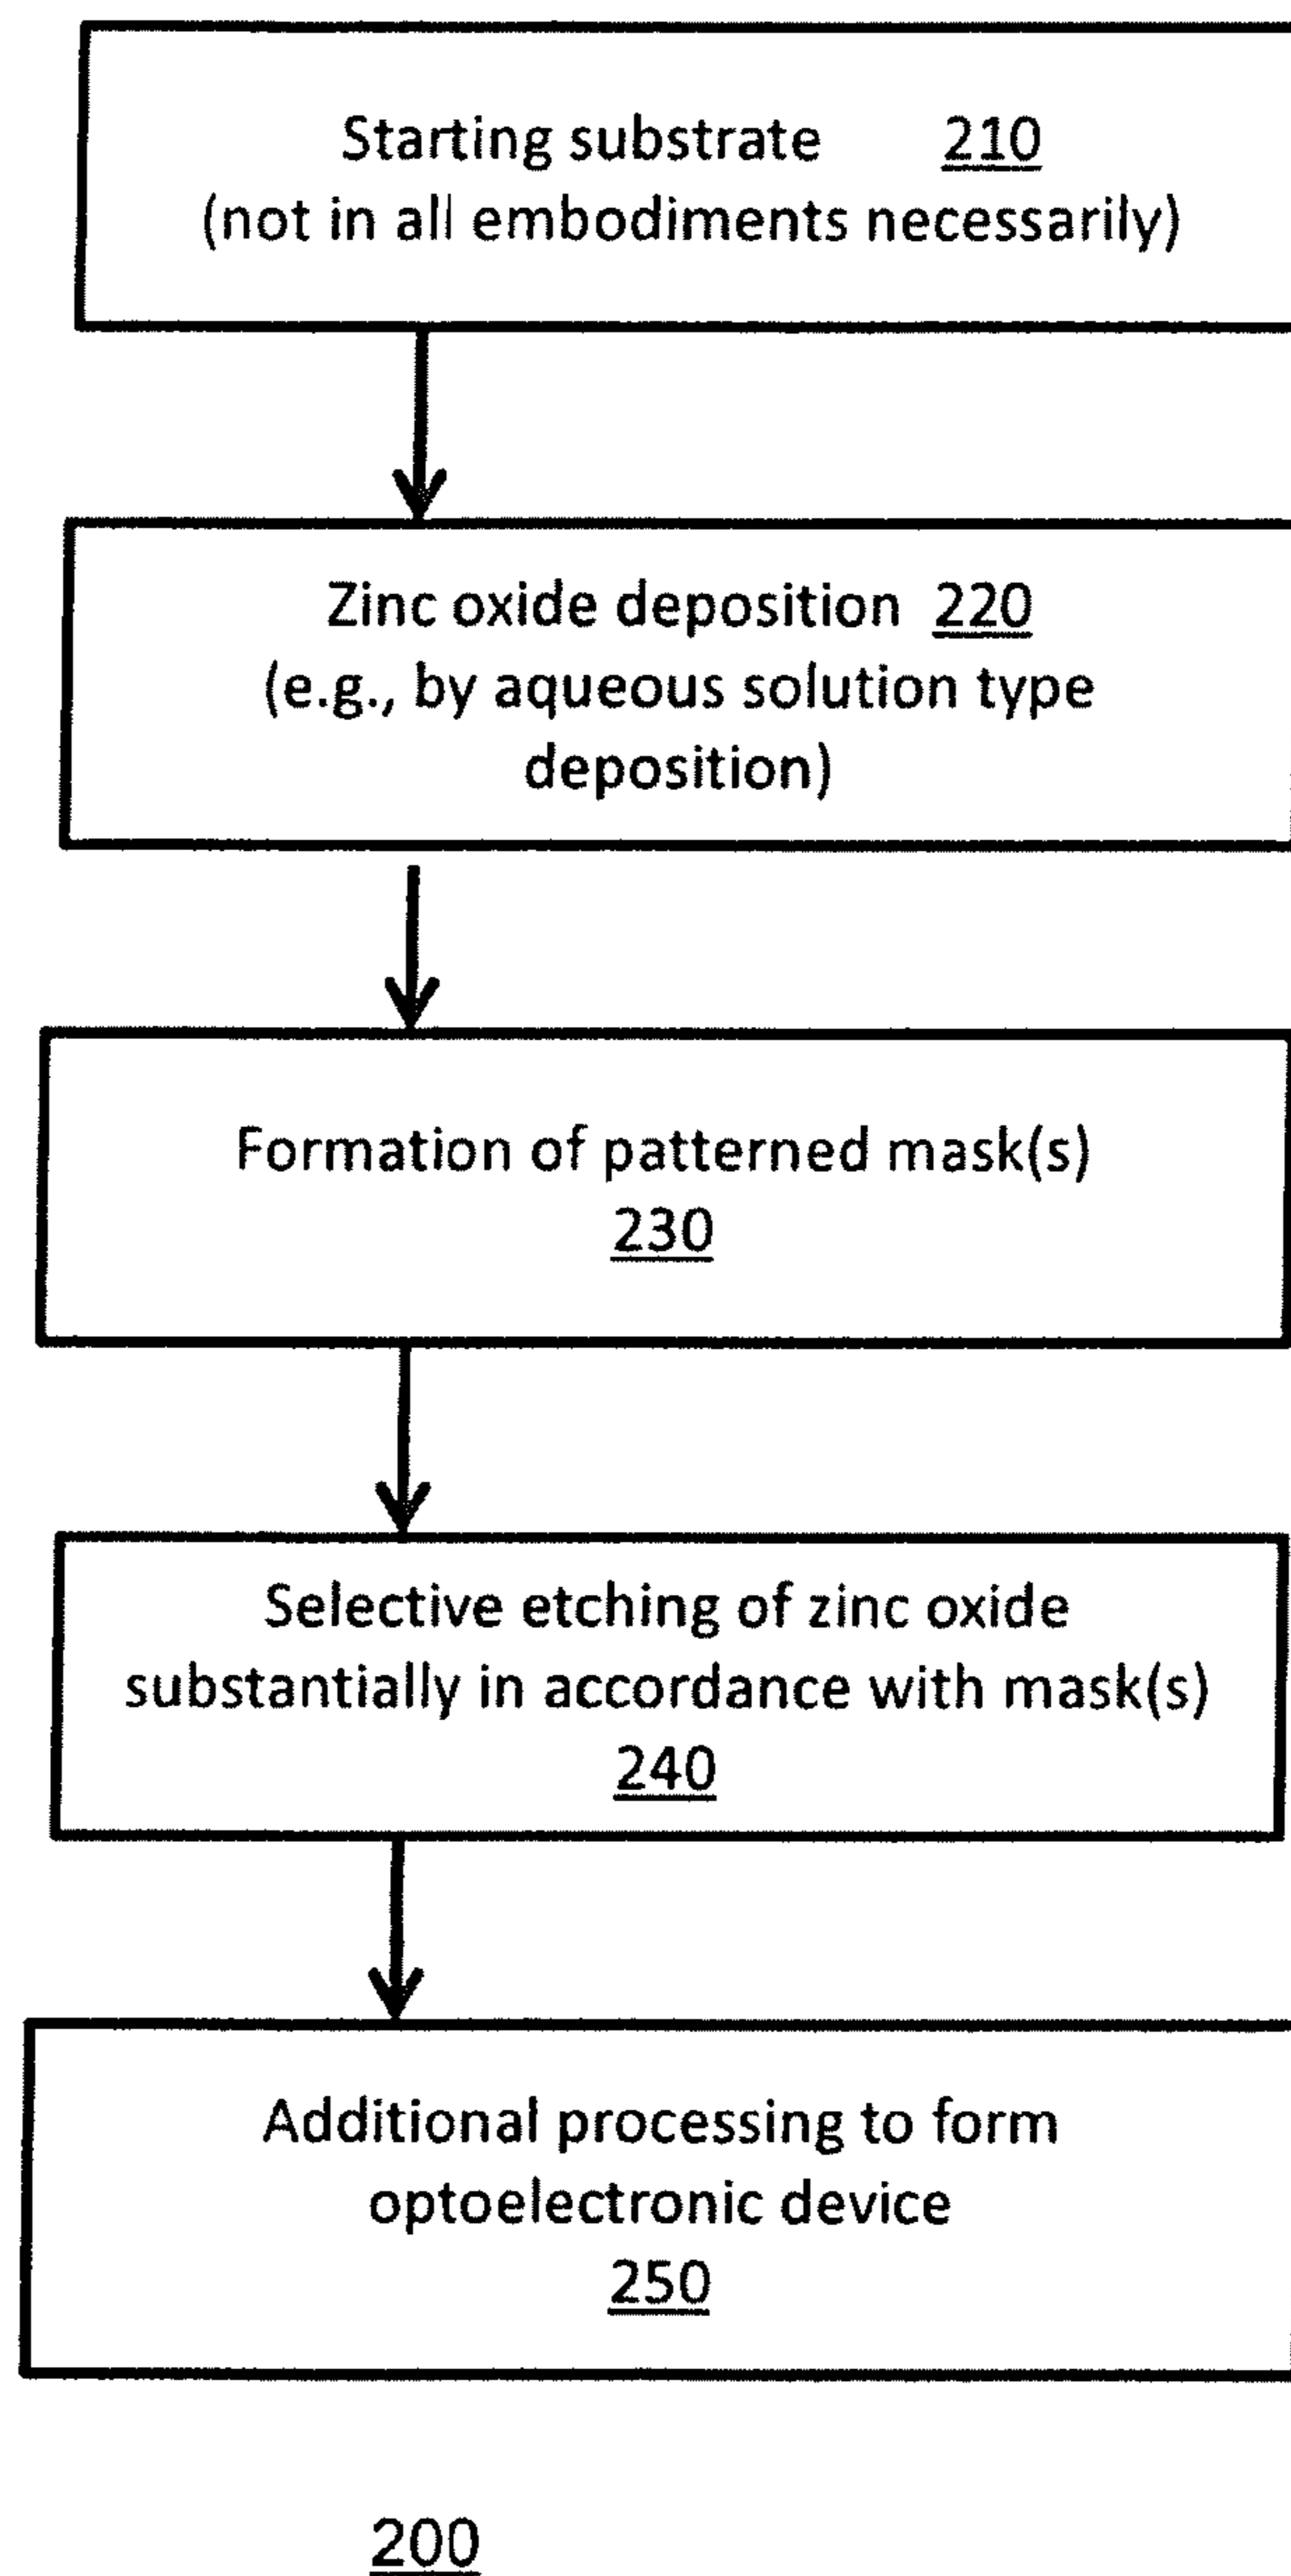 Starting substrate 210
(not in all embodiments necessarily)
Zinc oxide deposition 220
(e.g., by aqueous solution type
deposition)
Formation of patterned mask(s)
230
Selective etching of zinc oxide
substantially in accordance with mask(s)
240
Additional processing to form
optoelectronic device
250
200